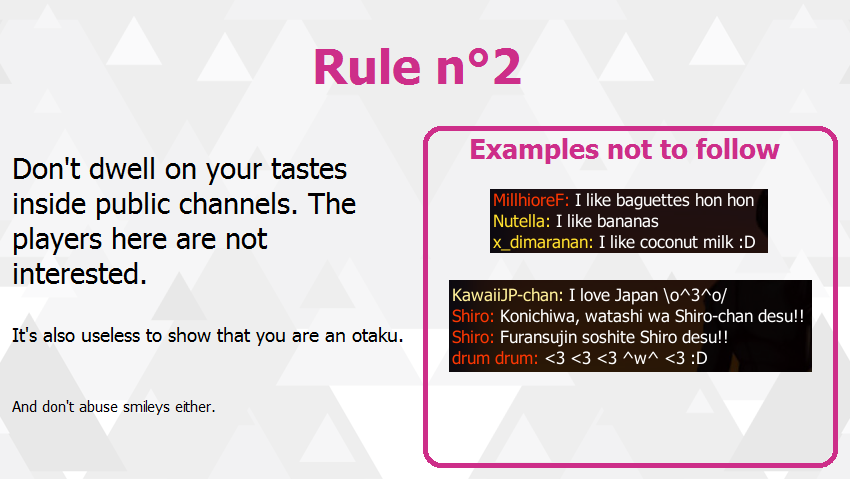 Rule n°2
Don't dwell on your tastes
inside public channels. The
players here are not
interested.
It's also useless to show that you are an otaku.
And don't abuse smileys either.
Examples not to follow
MillhioreF: I like baguettes hon hon
Nutella: I like bananas
x_dimaranan: I like coconut milk :D
KawaiiJP-chan: I love Japan \o^3^o/
Shiro: Konichiwa, watashi wa Shiro-chan desu!!
Shiro: Furansujin soshite Shiro desu!!
drum drum: <3 <3 <3 ^w^ <3 :D